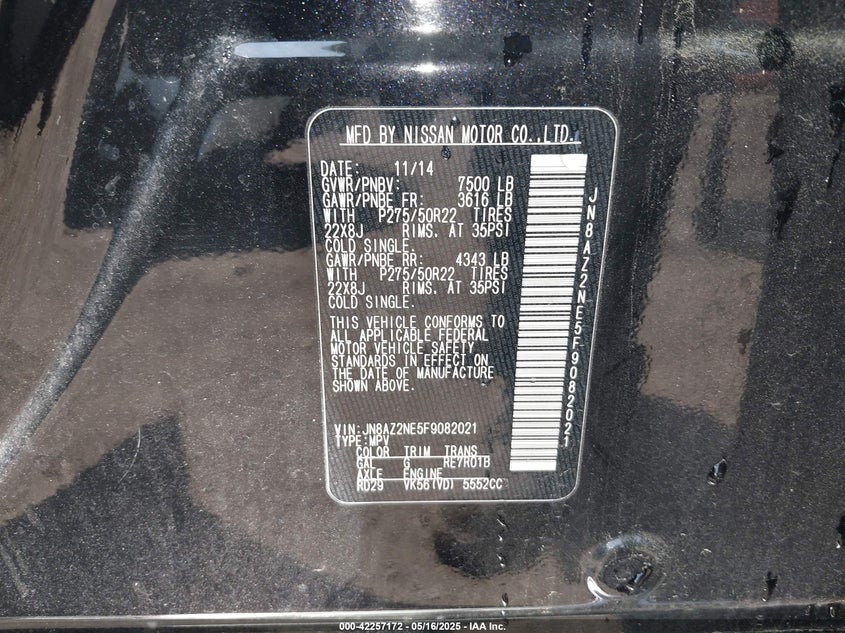 MFD BY NISSAN MOTOR CO.,LTD.
DATE: 11/14
GVWR/PNBV: 7500 LB
GAWR/PNBE FR: 3616 LB
WITH P275/50R22 TIRES
22X8J RIMS. AT 35PSI
COLD SINGLE.
GAWR/PNBE RR: 4343 LB
WITH P275/50R22 TIRES
22X8J RIMS. AT 35PSI
COLD SINGLE.
THIS VEHICLE CONFORMS TO
ALL APPLICABLE FEDERAL
MOTOR VEHICLE SAFETY
STANDARDS IN EFFECT ON
THE DATE OF MANUFACTURE
SHOWN ABOVE.
VIN:JN8AZ2NE5F9082021
TYPE:MPV
COLOR TRIM TRANS
GAL G RE7R01B
AXLE ENGINE
RD29 VK56(VD) 5552CC
JN8AZ2NE5F9082021
000-42257172 - 05/16/2025 - IAA Inc.